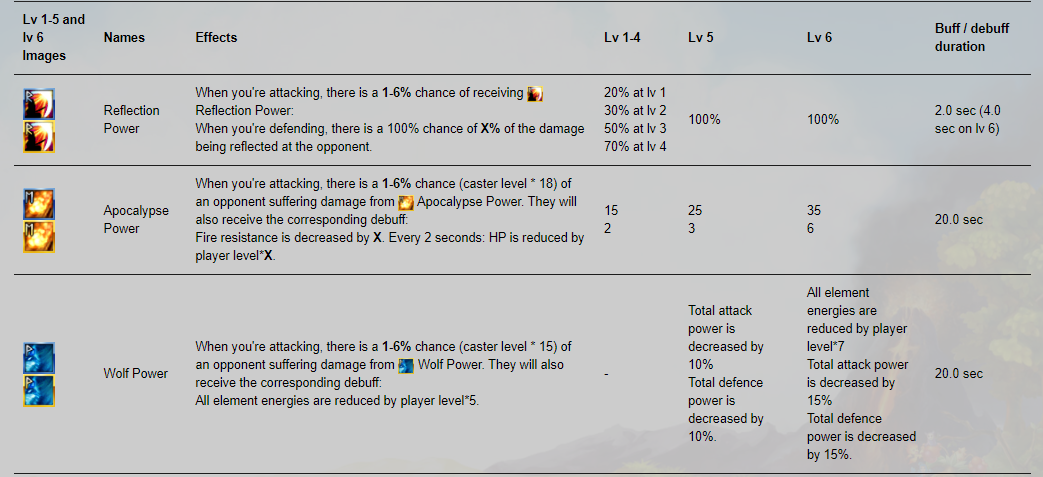 Lv 1-5 and
lv 6
Images
Names
Effects
Lv 1-4
Lv 5
Lv 6
Buff / debuff
duration
Reflection
Power
When you're attacking, there is a 1-6% chance of receiving
Reflection Power:
When you're defending, there is a 100% chance of X% of the damage
being reflected at the opponent.
20% at lv 1
30% at lv 2
50% at lv 3
70% at lv 4
100%
100%
2.0 sec (4.0
sec on lv 6)
Apocalypse
Power
When you're attacking, there is a 1-6% chance (caster level * 18) of
an opponent suffering damage from Apocalypse Power. They will
also receive the corresponding debuff:
Fire resistance is decreased by X. Every 2 seconds: HP is reduced by
player level*X.
15
2
25
3
35
6
20.0 sec
Wolf Power
When you're attacking, there is a 1-6% chance (caster level * 15) of
an opponent suffering damage from Wolf Power. They will also
receive the corresponding debuff:
All element energies are reduced by player level*5.
-
Total attack
power is
decreased by
10%
Total defence
power is
decreased by
10%.
All element
energies are
reduced by player
level*7
Total attack power
is decreased by
15%
Total defence
power is decreased
by 15%.
20.0 sec